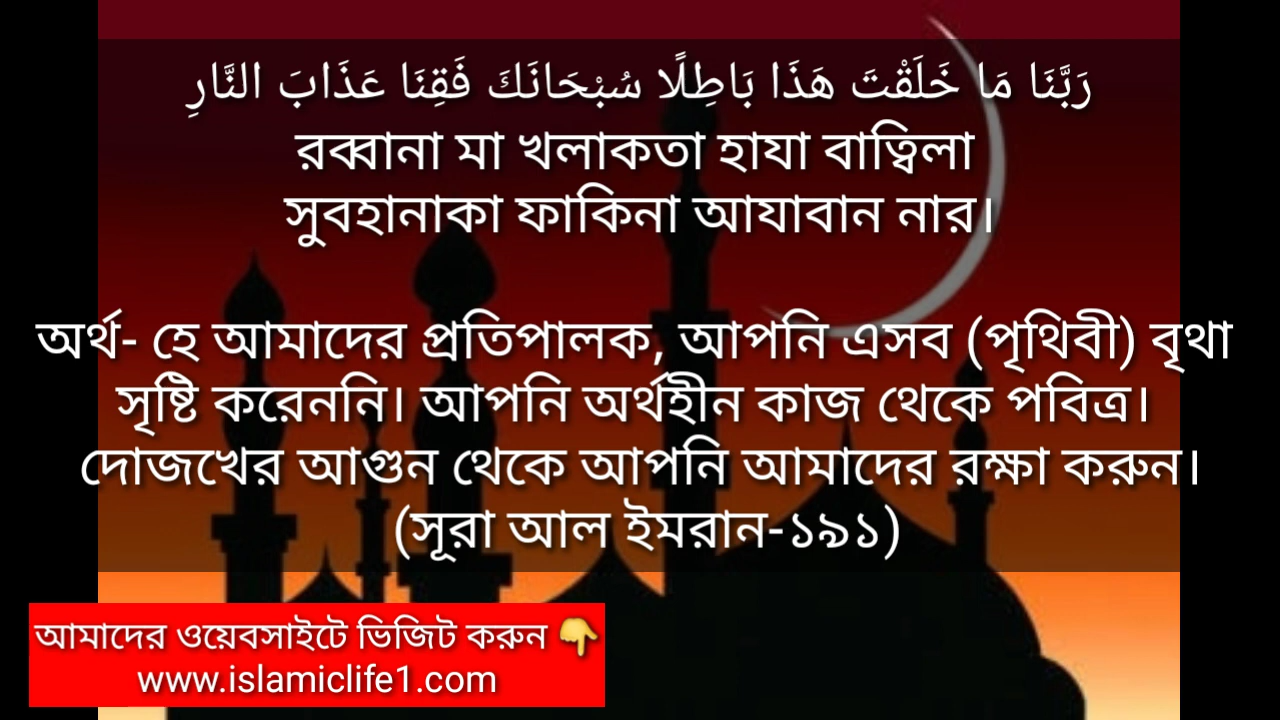 رَبَّنَا مَا خَلَقْتَ هَذَا بَاطِلًا سُبْحَانَكَ فَقِنَا عَذَابَ النَّارِ
রব্বানা মা খলাকতা হাযা বাত্বিলা
সুবহানাকা ফাকিনা আযাবান নার।
অর্থ- হে আমাদের প্রতিপালক, আপনি এসব (পৃথিবী) বৃথা
সৃষ্টি করেননি। আপনি অর্থহীন কাজ থেকে পবিত্র।
দোজখের আগুন থেকে আপনি আমাদের রক্ষা করুন।
(সূরা আল ইমরান-১৯১)
আমাদের ওয়েবসাইটে ভিজিট করুন 👇
www.islamiclife1.com